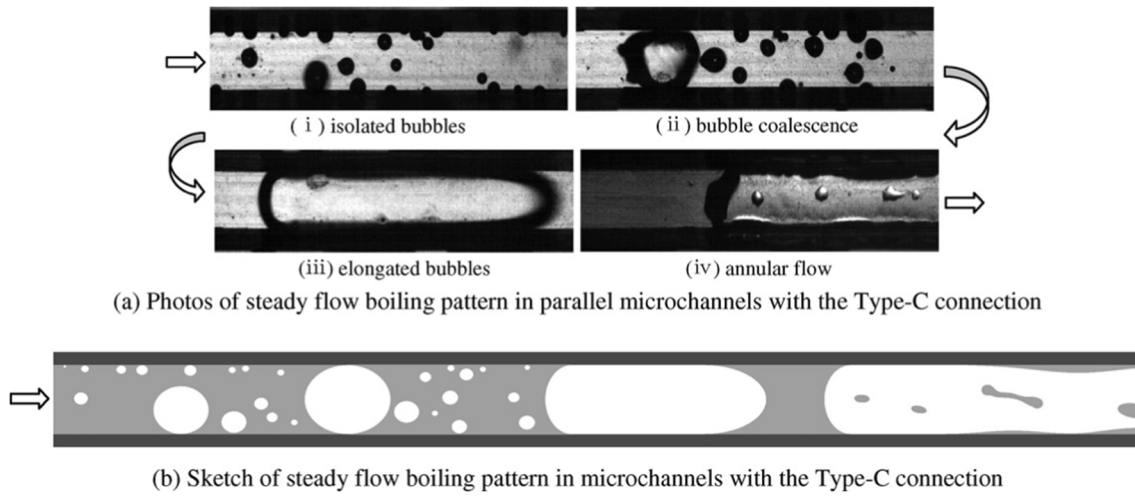 (i) isolated bubbles
(ii) bubble coalescence
(iii) elongated bubbles
(iv) annular flow
(a) Photos of steady flow boiling pattern in parallel microchannels with the Type-C connection
(b) Sketch of steady flow boiling pattern in microchannels with the Type-C connection